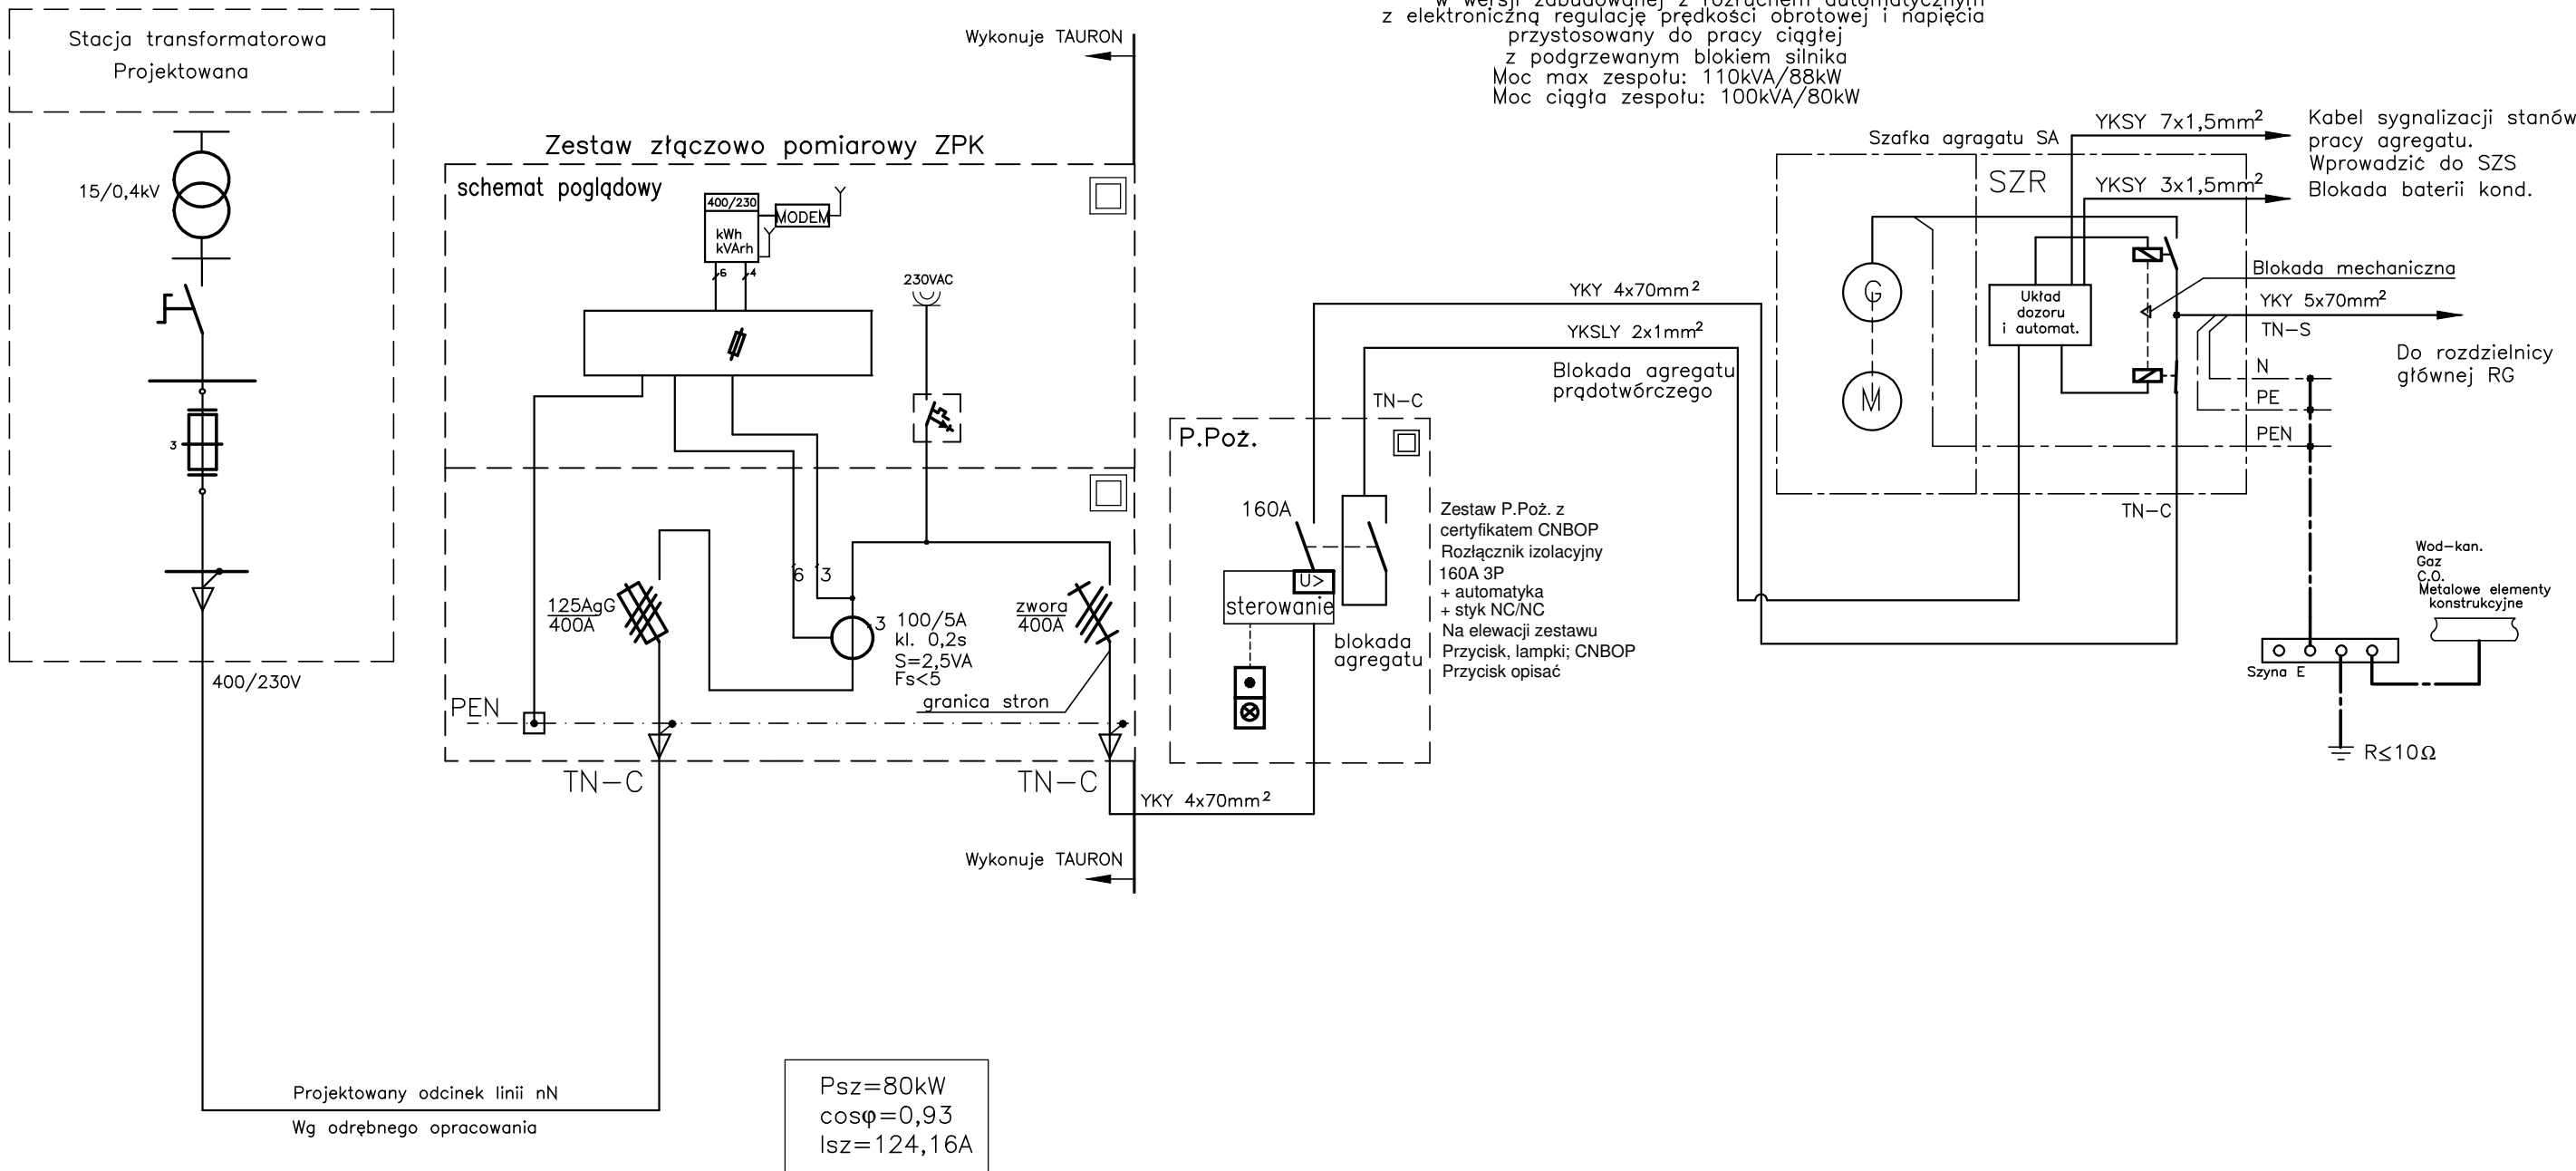 Stacja transformatorowa
Projektowana
15/0,4kV
3
400/230V
Projektowany odcinek linii nN
Wg odrębnego opracowania
Wykonuje TAURON
Zestaw złączowo pomiarowy ZPK
schemat poglądowy
400/230
kWh
kVArh
MODEM
6
4
230VAC
6
3
125AgG
400A
3
100/5A
kl. 0,2s
S=2,5VA
Fs<5
zwora
400A
granica stron
PEN
TN-C
TN-C
YKY 4x70mm²
Wykonuje TAURON
Psz=80kW
cosφ=0,93
Isz=124,16A
w wersji zabudowanej z rozruchem automatycznym
z elektroniczną regulację prędkości obrotowej i napięcia
przystosowany do pracy ciągłej
z podgrzewanym blokiem silnika
Moc max zespołu: 110kVA/88kW
Moc ciągła zespołu: 100kVA/80kW
YKY 4x70mm²
YKSLY 2x1mm²
Blokada agregatu
prądotwórczego
TN-C
P.Poż.
160A
U>
sterowanie
blokada
agregatu
Zestaw P.Poż. z
certyfikatem CNBOP
Rozłącznik izolacyjny
160A 3P
+ automatyka
+ styk NC/NC
Na elewacji zestawu
Przycisk, lampki; CNBOP
Przycisk opisać
Szafka agragatu SA
SZR
G
M
Układ
dozoru
i automat.
YKSY 7x1,5mm²
Kabel sygnalizacji stanów
pracy agregatu.
Wprowadzić do SZS
YKSY 3x1,5mm²
Blokada baterii kond.
Blokada mechaniczna
YKY 5x70mm²
TN-S
Do rozdzielnicy
głównej RG
N
PE
PEN
TN-C
Wod-kan.
Gaz
C.O.
Metalowe elementy
konstrukcyjne
Szyna E
R≤10Ω